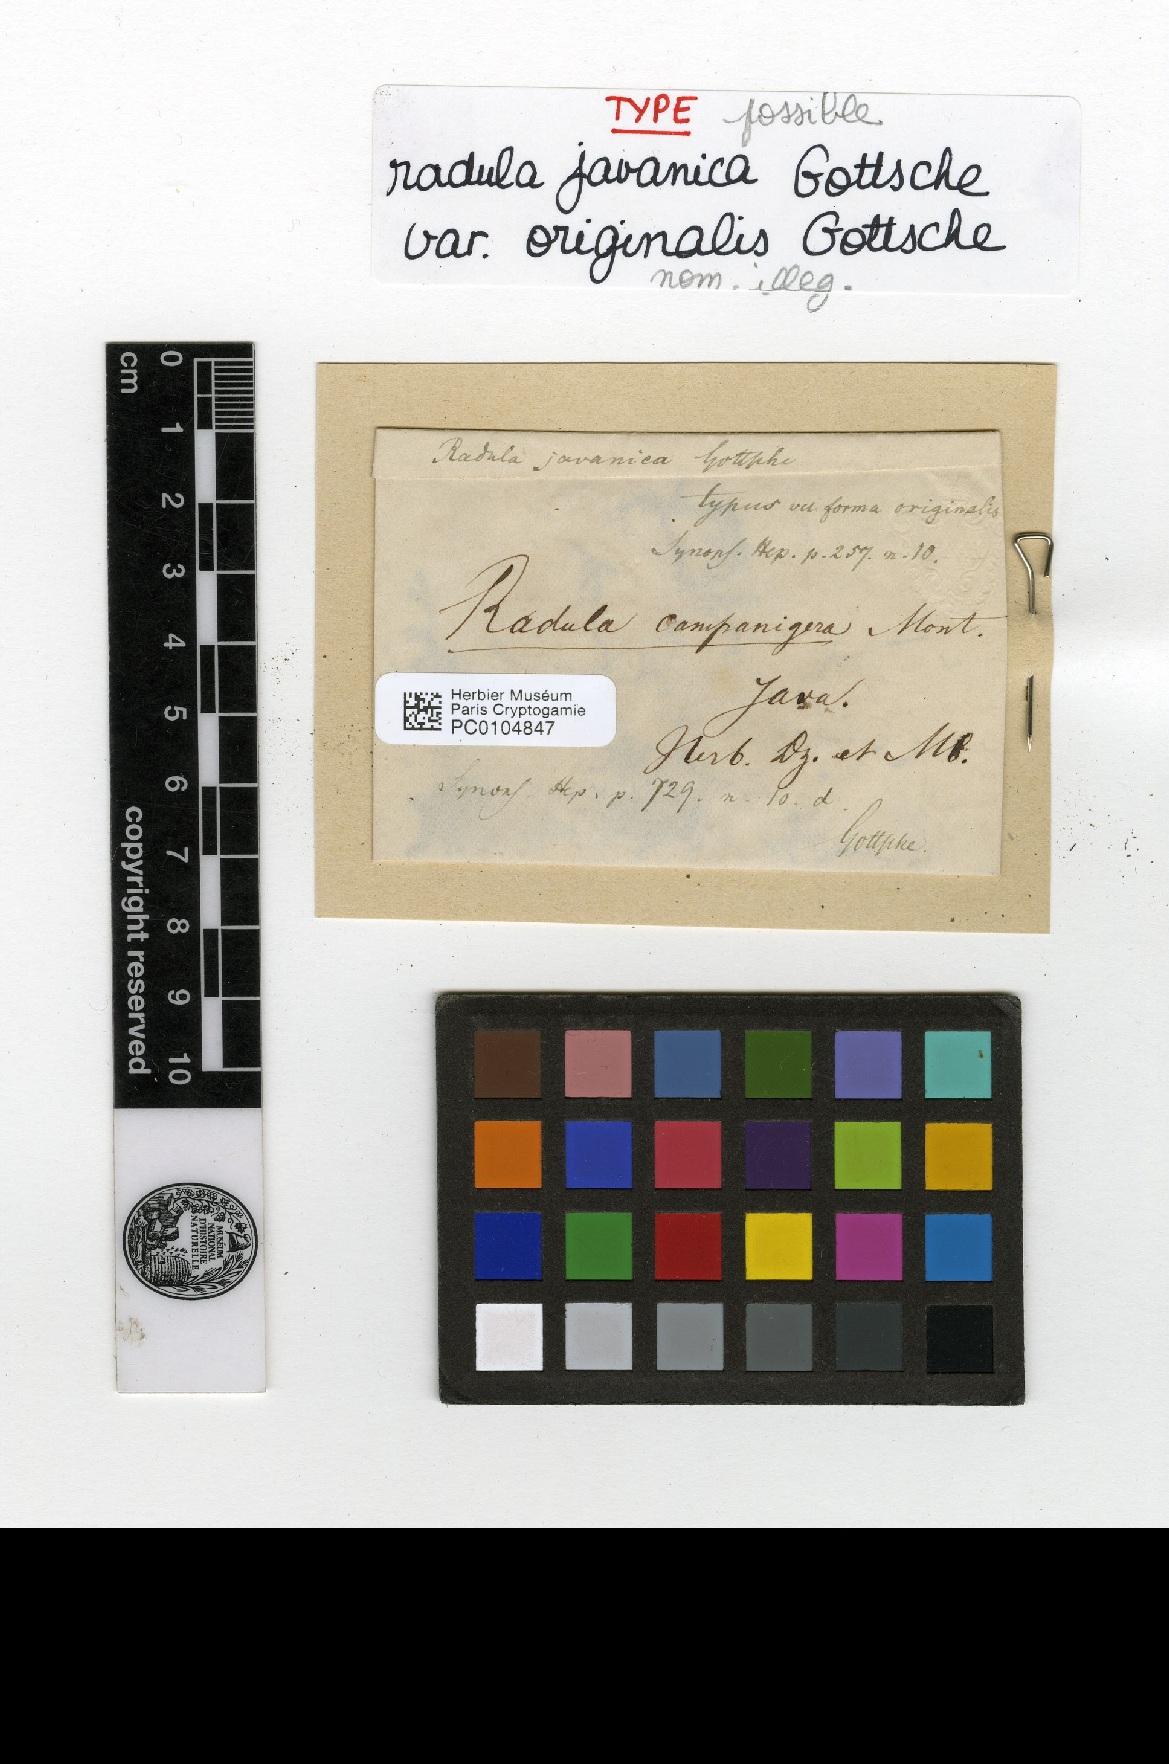 TYPE possible
radula javanica Gottsche
var. originalis Gottsche
nom. illeg.
cm
0
1
2
3
4
5
6
7
8
9
10
copyright reserved
MUSEUM
NATIONAL
D'HISTOIRE
NATURELLE
Radula javanica Gottsche
typus vel forma originalis
Synops. Hep. p. 257. n. 10.
Radula campanigera Mont.
Java.
Herbier Muséum
Paris Cryptogamie
PC0104847
Herb. Dz. et
Synops. Hep. p. 729. n. 10. d.
Gottsche.